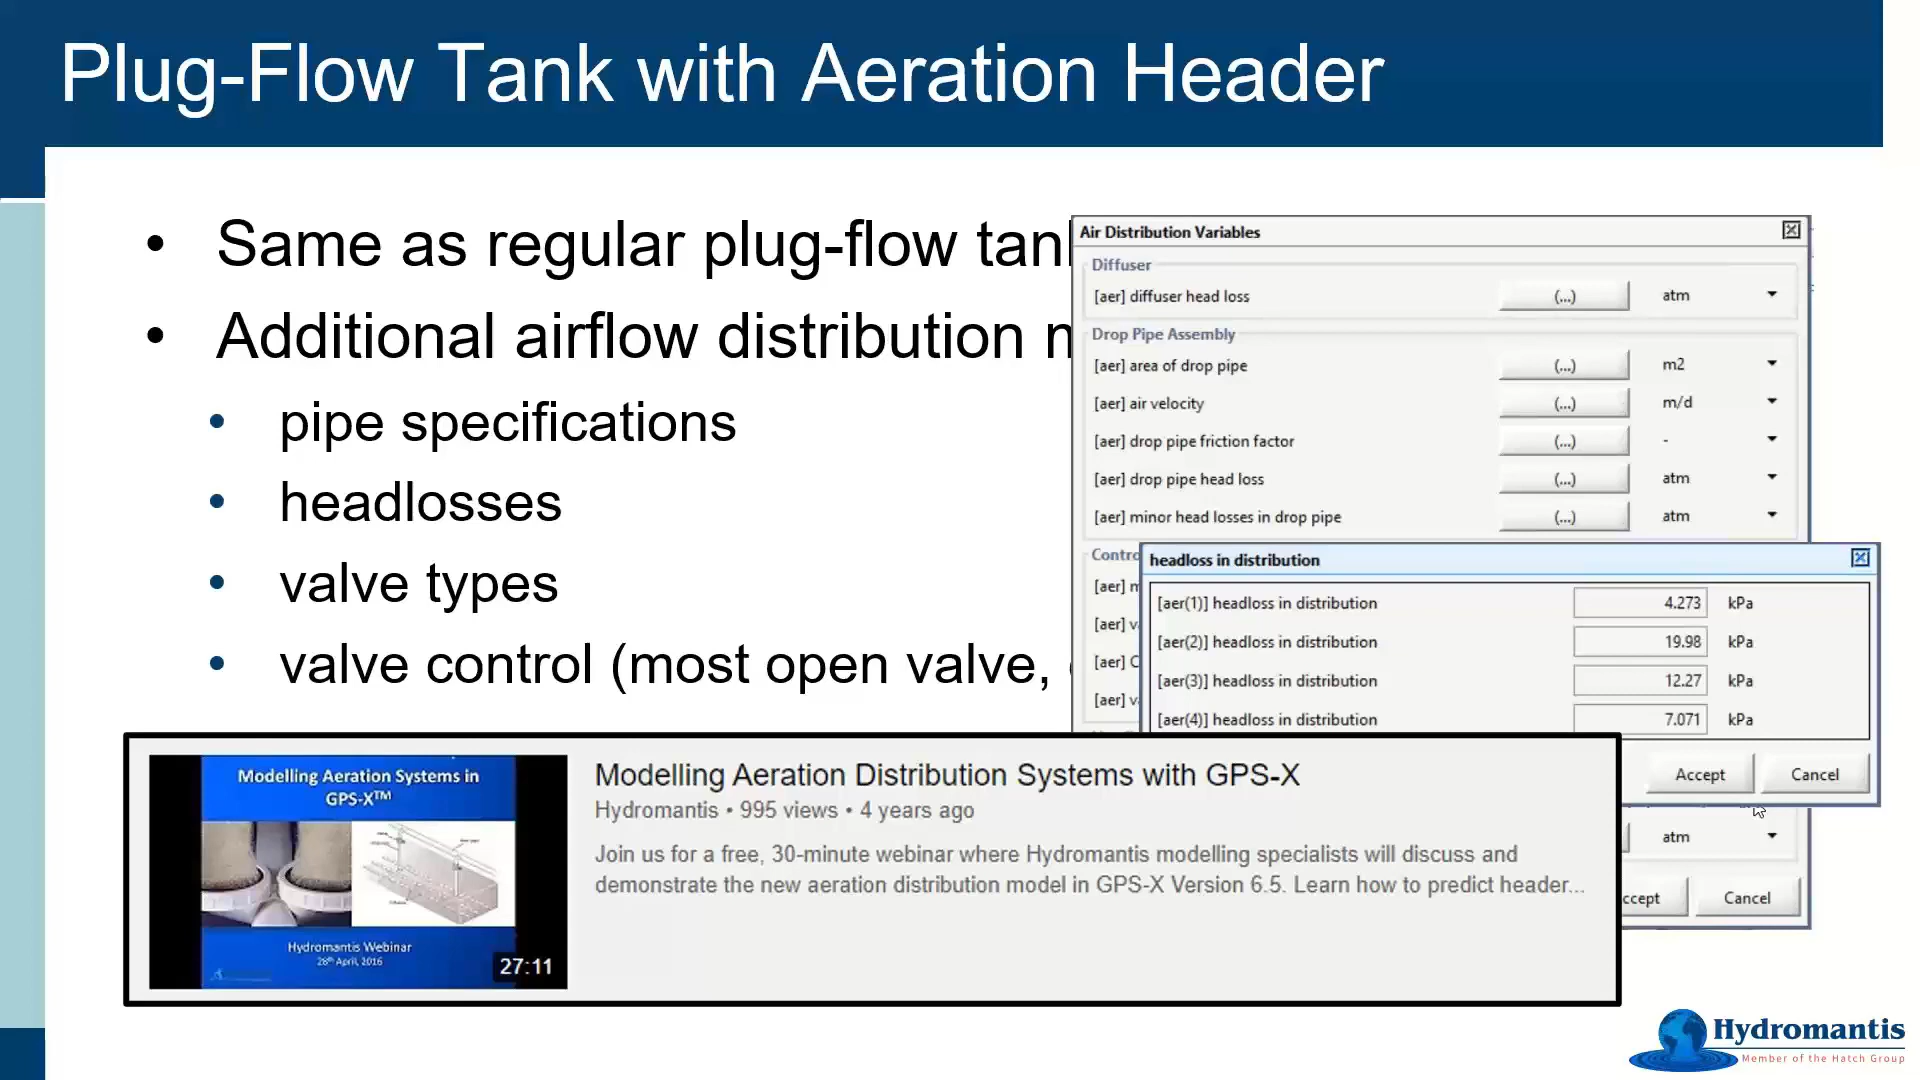 Plug-Flow Tank with Aeration Header
• Same as regular plug-flow tan
• Additional airflow distribution
• pipe specifications
• headlosses
• valve types
• valve control (most open valve,
Air Distribution Variables
Diffuser
[aer] diffuser head loss (...) atm
Drop Pipe Assembly
[aer] area of drop pipe (...) m2
[aer] air velocity (...) m/d
[aer] drop pipe friction factor (...) -
[aer] drop pipe head loss (...) atm
[aer] minor head losses in drop pipe (...) atm
Contro
[aer] m
[aer] v
[aer] C
[aer] v
headloss in distribution
[aer(1)] headloss in distribution 4.273 kPa
[aer(2)] headloss in distribution 19.98 kPa
[aer(3)] headloss in distribution 12.27 kPa
[aer(4)] headloss in distribution 7.071 kPa
Accept Cancel
atm
ccept Cancel
Modelling Aeration Systems in
GPS-X™
Hydromantis Webinar
28th April, 2016
27:11
Modelling Aeration Distribution Systems with GPS-X
Hydromantis • 995 views • 4 years ago
Join us for a free, 30-minute webinar where Hydromantis modelling specialists will discuss and
demonstrate the new aeration distribution model in GPS-X Version 6.5. Learn how to predict header...
Hydromantis
Member of the Hatch Group